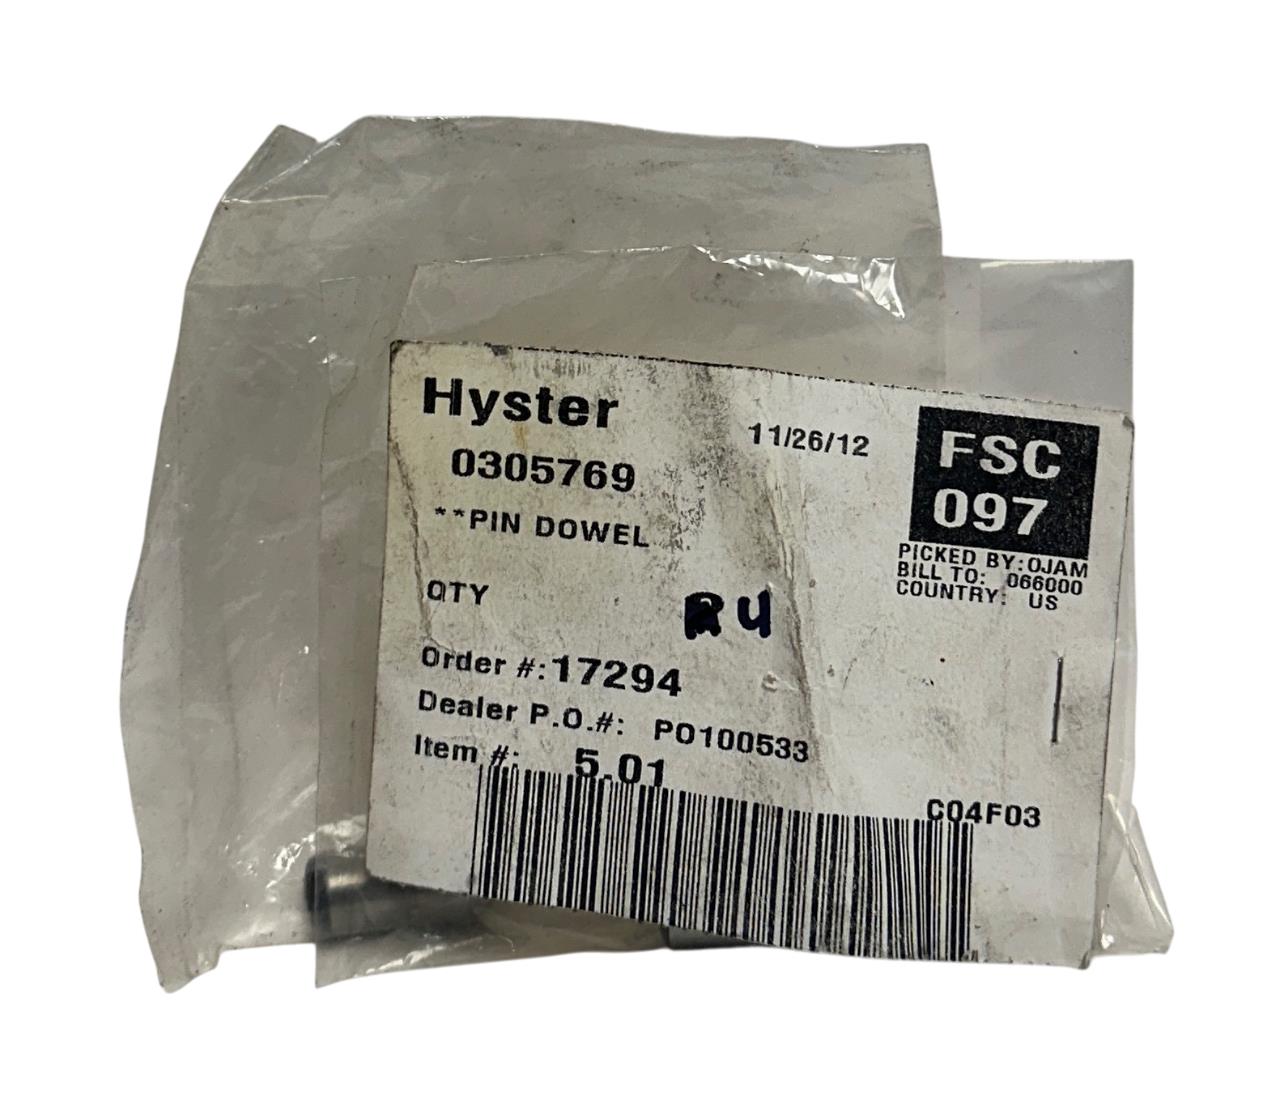 Hyster
11/26/12
FSC
097
0305769
**PIN DOWEL
PICKED BY:OJAM
BILL TO: 066000
COUNTRY: US
QTY
4
Order #:17294
Dealer P.O.#: PO100533
Item #: 5.01
C04F03